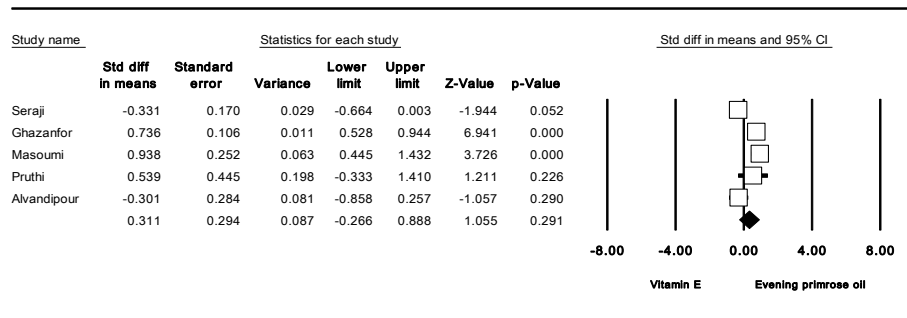 Study name Statistics for each study Std diff in means and 95% CI
Std diff Standard Lower Upper
in means error Variance limit limit Z-Value p-Value
Seraji -0.331 0.170 0.029 -0.664 0.003 -1.944 0.052
Ghazanfor 0.736 0.106 0.011 0.528 0.944 6.941 0.000
Masoumi 0.938 0.252 0.063 0.445 1.432 3.726 0.000
Pruthi 0.539 0.445 0.198 -0.333 1.410 1.211 0.226
Alvandipour -0.301 0.284 0.081 -0.858 0.257 -1.057 0.290
0.311 0.294 0.087 -0.266 0.888 1.055 0.291
-8.00 -4.00 0.00 4.00 8.00
Vitamin E Evening primrose oil